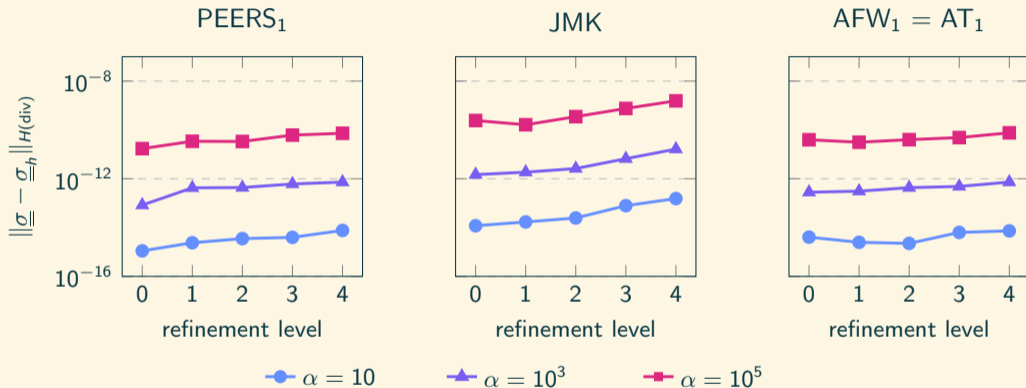 PEERS₁
JMK
AFW₁ = AT₁
||σ − σₕ||H(div)
10⁻⁸
10⁻¹²
10⁻¹⁶
0 1 2 3 4
0 1 2 3 4
0 1 2 3 4
refinement level
refinement level
refinement level
α = 10
α = 10³
α = 10⁵